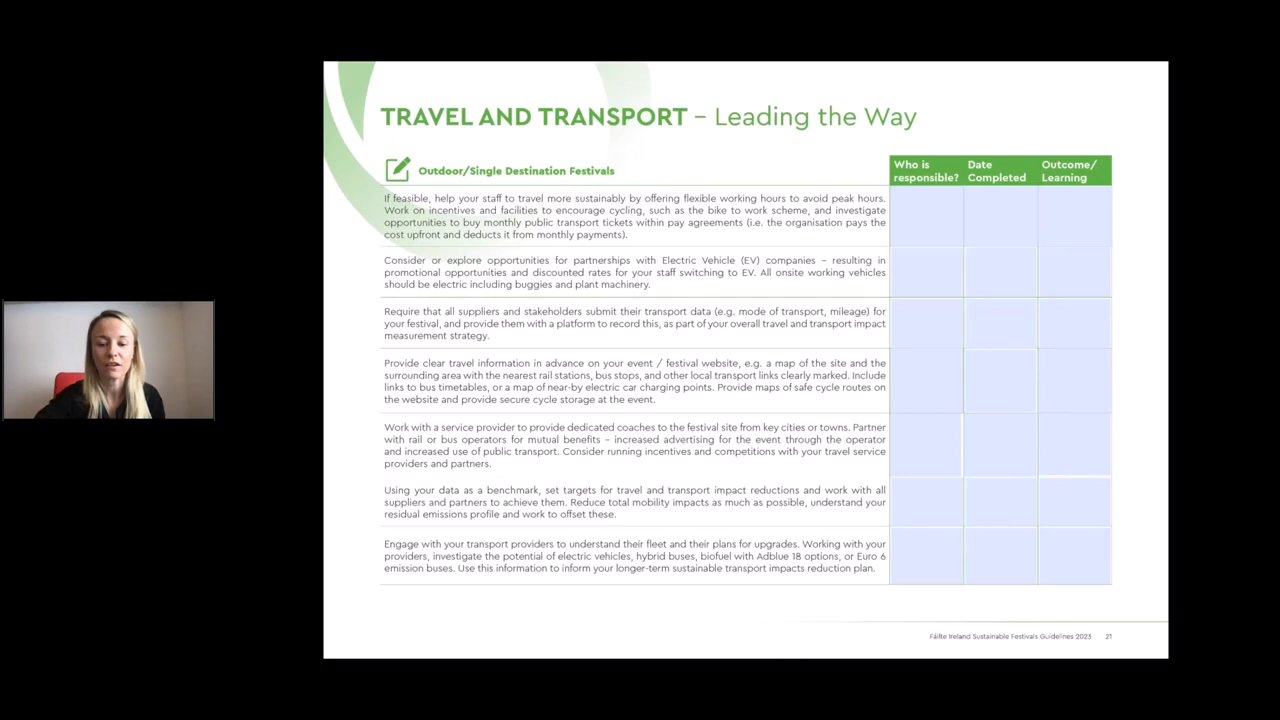 TRAVEL AND TRANSPORT – Leading the Way
Outdoor/Single Destination Festivals
Who is responsible?
Date Completed
Outcome/ Learning
If feasible, help your staff to travel more sustainably by offering flexible working hours to avoid peak hours.
Work on incentives and facilities to encourage cycling, such as the bike to work scheme, and investigate
opportunities to buy monthly public transport tickets within pay agreements (i.e. the organisation pays the
cost upfront and deducts it from monthly payments).
Consider or explore opportunities for partnerships with Electric Vehicle (EV) companies – resulting in
promotional opportunities and discounted rates for your staff switching to EV. All onsite working vehicles
should be electric including buggies and plant machinery.
Require that all suppliers and stakeholders submit their transport data (e.g. mode of transport, mileage) for
your festival, and provide them with a platform to record this, as part of your overall travel and transport impact
measurement strategy.
Provide clear travel information in advance on your event / festival website, e.g. a map of the site and the
surrounding area with the nearest rail stations, bus stops, and other local transport links clearly marked. Include
links to bus timetables, or a map of near-by electric car charging points. Provide maps of safe cycle routes on
the website and provide secure cycle storage at the event.
Work with a service provider to provide dedicated coaches to the festival site from key cities or towns. Partner
with rail or bus operators for mutual benefits – increased advertising for the event through the operator
and increased use of public transport. Consider running incentives and competitions with your travel service
providers and partners.
Using your data as a benchmark, set targets for travel and transport impact reductions and work with all
suppliers and partners to achieve them. Reduce total mobility impacts as much as possible, understand your
residual emissions profile and work to offset these.
Engage with your transport providers to understand their fleet and their plans for upgrades. Working with your
providers, investigate the potential of electric vehicles, hybrid buses, biofuel with Adblue 18 options, or Euro 6
emission buses. Use this information to inform your longer-term sustainable transport impacts reduction plan.
Fáilte Ireland Sustainable Festivals Guidelines 2023 21